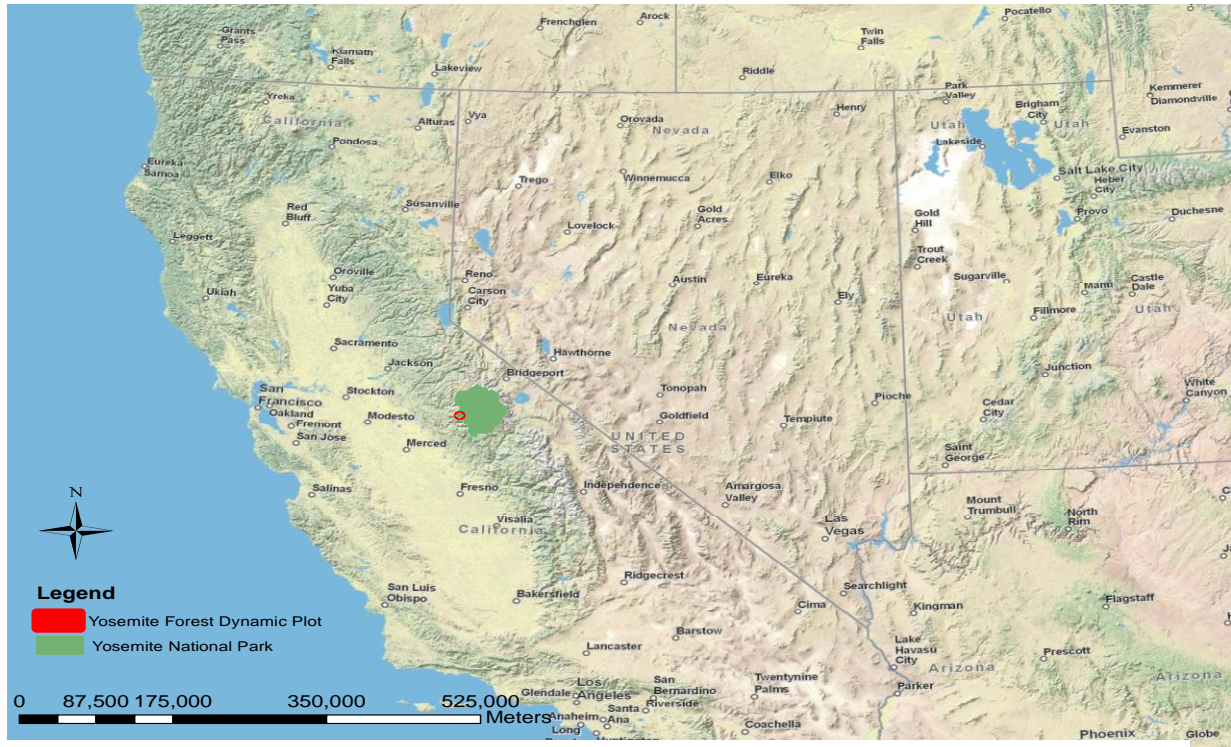 Grants
Pass
Frenchglen
Arock
Pocatello
Twin
Falls
Klamath
Falls
Lakeview
Riddle
Yreka
California
Alturas
Vya
Orovada
Nevada
Henry
Park
Valley
Brigham
City
Utah
Utah
Kemmerer
Diamondville
Evanston
Pondosa
Lakeside
Eureka
Samoa
Trego
Winnemucca
Elko
Salt Lake City
Heber
City
Red
Bluff
Susanville
Lovelock
Gold
Acres
Gold
Hill
Provo
Duchesne
Leggett
Trout
Creek
Oroville
Yuba
City
Reno
Carson
City
Austin
Eureka
Ely
Sugarville
Manti
Castle
Dale
Utah
Ukiah
Nevada
Utah
Fillmore
Sacramento
Jackson
Hawthorne
Bridgeport
Junction
San
Francisco
Oakland
Fremont
San Jose
Stockton
Modesto
Merced
Tonopah
Goldfield
Tempiute
Pioche
Cedar
City
White
Canyon
UNITED
STATES
Saint
George
Salinas
Fresno
Independence
Amargosa
Valley
Mount
Trumbull
North
Rim
Visalia
California
Las
Vegas
N
San Luis
Obispo
Bakersfield
Ridgecrest
Cima
Searchlight
Kingman
Flagstaff
Legend
Yosemite Forest Dynamic Plot
Yosemite National Park
Lancaster
Barstow
Lake
Havasu
City
Arizona
Prescott
Arizona
0 87,500 175,000 350,000 525,000
Meters
Glendale
Los
Angeles
San
Bernardino
Riverside
Santa
Ana
Anaheim
Long
Twentynine
Palms
Parker
Coachella
Phoenix
Globe